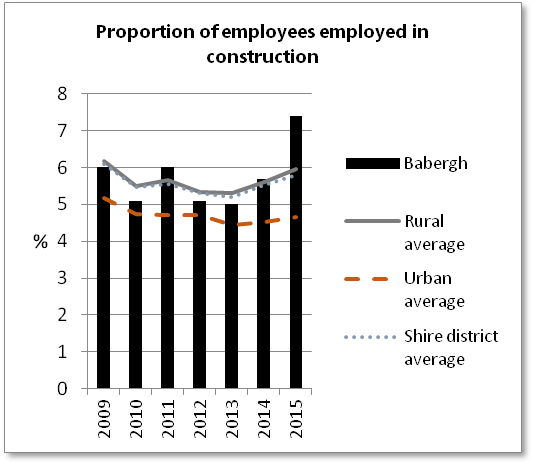 Proportion of employees employed in
construction
8
7
6
5
4
3
2
1
0
%
2009
2010
2011
2012
2013
2014
2015
Babergh
Rural
average
Urban
average
Shire district
average